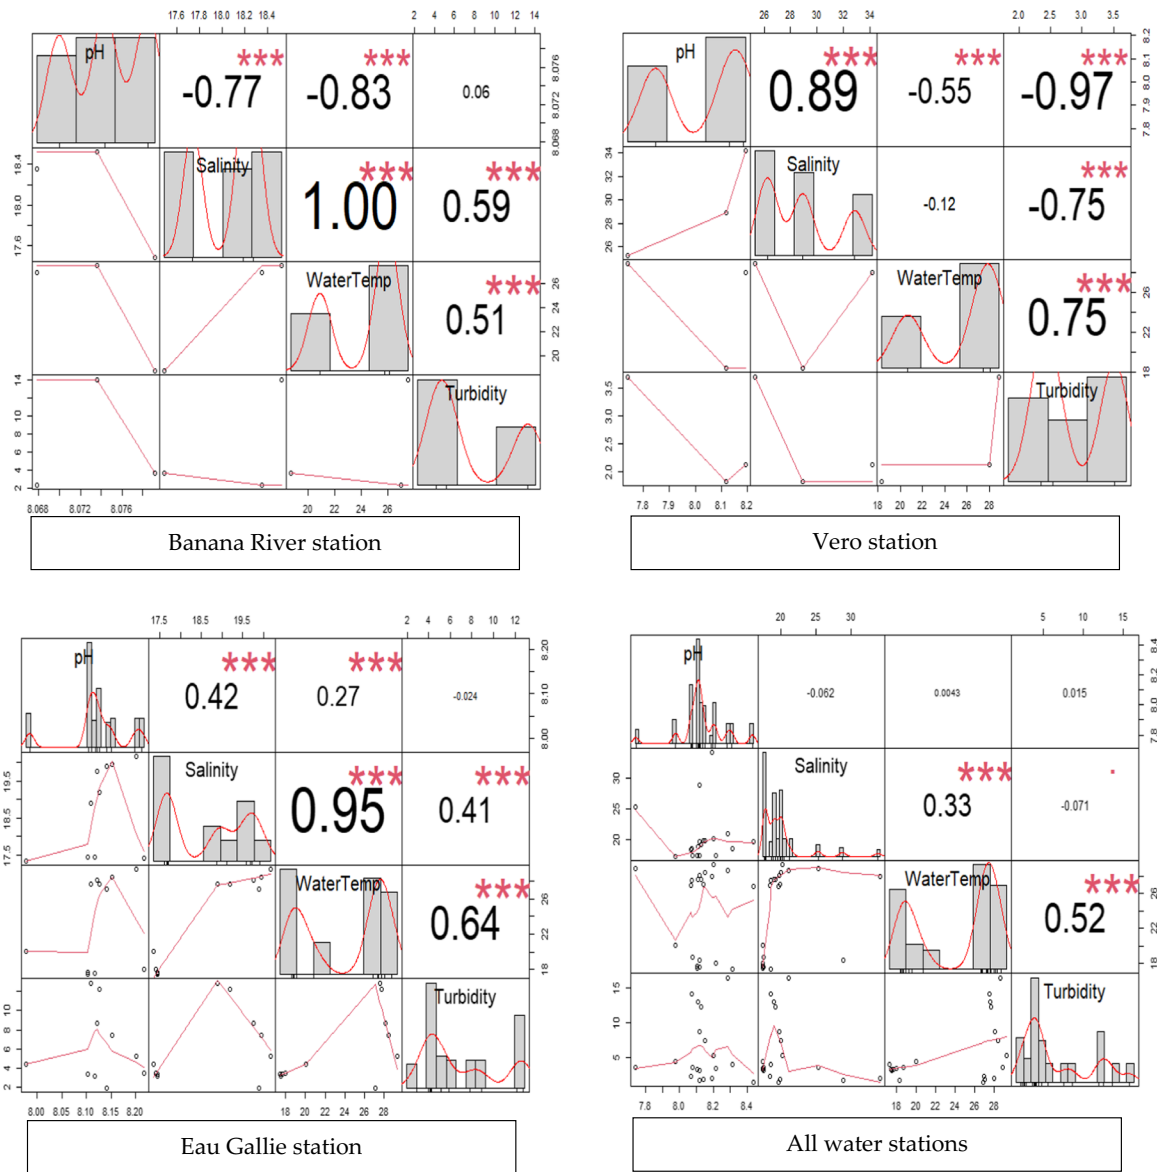 17.6 17.8 18.0 18.2 18.4
2 4 6 8 10 12 14
pH
***
-0.77
***
-0.83
0.06
8.068 8.072 8.076
17.6 18.0 18.4
Salinity
***
1.00
***
0.59
WaterTemp
***
0.51
20 22 24 26
2 4 6 8 10 12 14
Turbidity
8.068 8.072 8.076
20 22 24 26
Banana River station
26 28 30 32 34
2.0 2.5 3.0 3.5
pH
***
0.89
***
-0.55
***
-0.97
7.8 7.9 8.0 8.1 8.2
26 28 30 32 34
Salinity
-0.12
***
-0.75
WaterTemp
***
0.75
18 22 26
2.0 2.5 3.0 3.5
Turbidity
7.8 7.9 8.0 8.1 8.2
18 20 22 24 26 28
Vero station
17.5 18.5 19.5
2 4 6 8 10 12
pH
***
0.42
***
0.27
-0.024
8.00 8.10 8.20
17.5 18.5 19.5
Salinity
***
0.95
***
0.41
WaterTemp
***
0.64
18 22 26
2 4 6 8 10
Turbidity
8.00 8.05 8.10 8.15 8.20
18 20 22 24 26 28
Eau Gallie station
20 25 30
5 10 15
pH
-0.062
0.0043
0.015
7.8 8.0 8.2 8.4
20 25 30
Salinity
***
0.33
-0.071
WaterTemp
***
0.52
18 22 26
5 10 15
Turbidity
7.8 8.0 8.2 8.4
18 20 22 24 26 28
All water stations